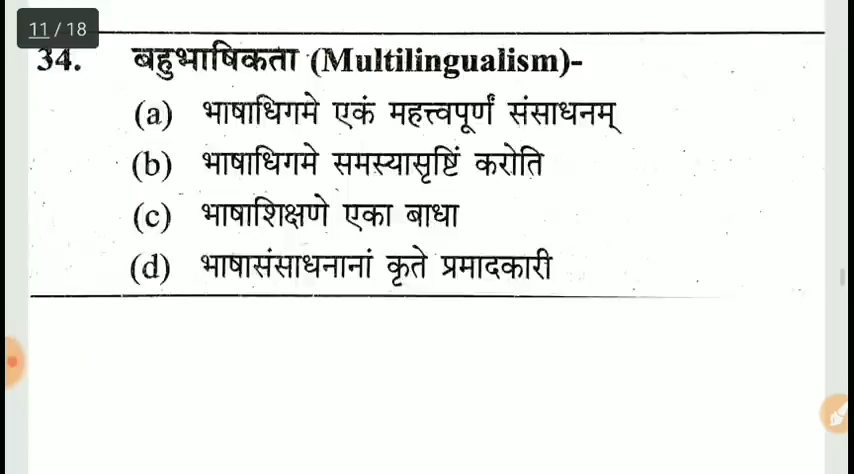 11 / 18
34. बहुभाषिकता (Multilingualism)-
(a) भाषाधिगमे एकं महत्त्वपूर्णं संसाधनम्
(b) भाषाधिगमे समस्यासृष्टिं करोति
(c) भाषाशिक्षणे एका बाधा
(d) भाषासंसाधनानां कृते प्रमादकारी